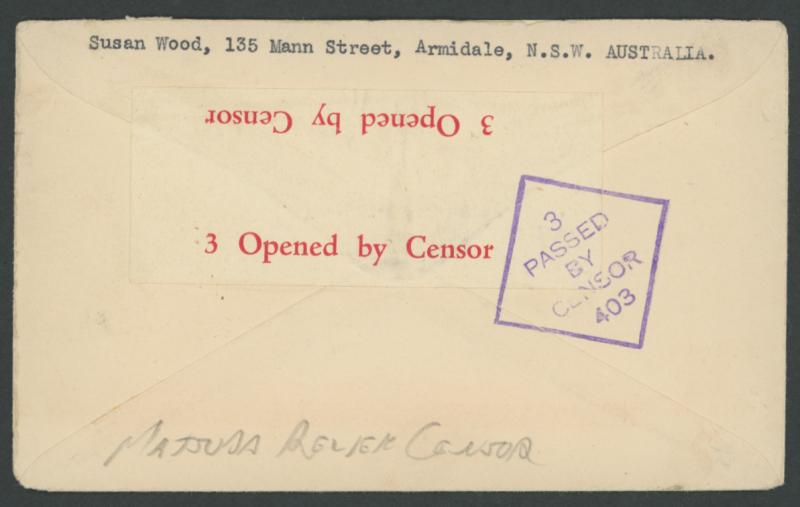 Susan Wood, 135 Mann Street, Armidale, N.S.W. AUSTRALIA.
3 Opened by Censor
3 Opened by Censor
3
PASSED
BY
CENSOR
403
Censor